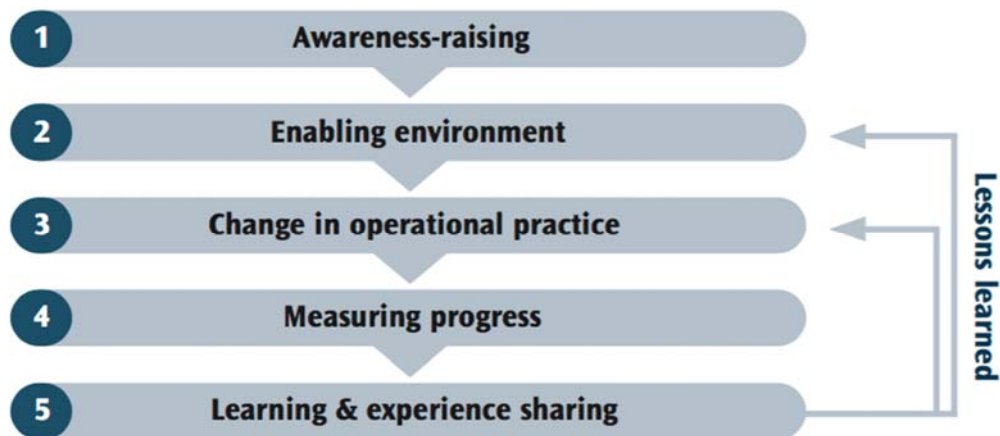 1 Awareness-raising
2 Enabling environment
3 Change in operational practice
4 Measuring progress
5 Learning & experience sharing
Lessons learned